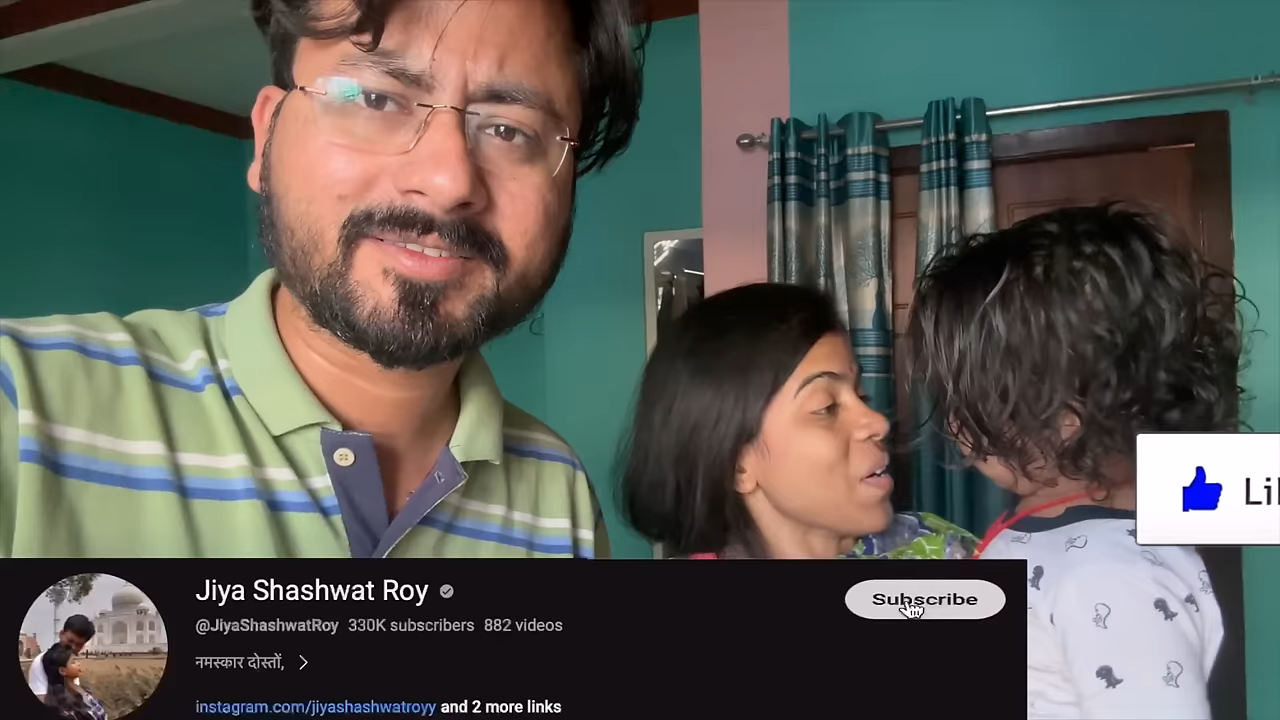 Jiya Shashwat Roy
@JiyaShashwatRoy 330K subscribers 882 videos
Subscribe
नमस्कार दोस्तों,
instagram.com/jiyashashwatroyy and 2 more links